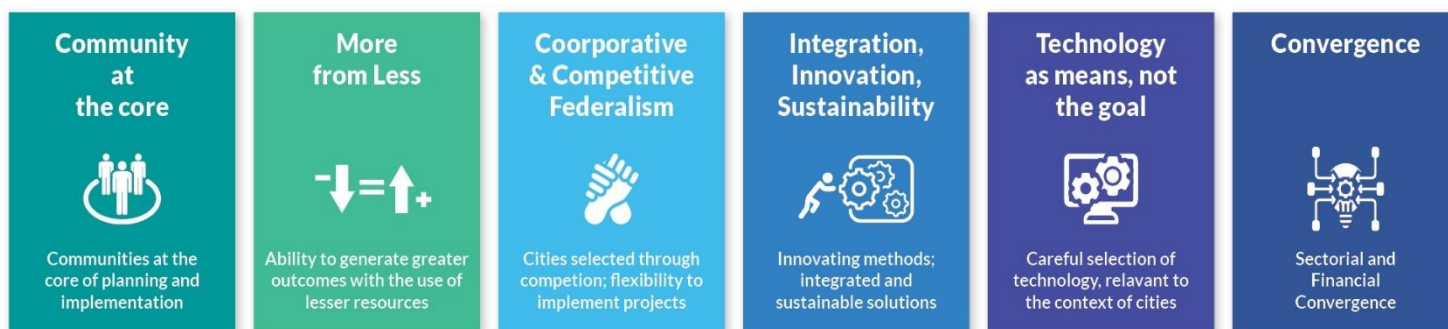 Community
at
the core
Communities at the
core of planning and
implementation
More
from Less
Ability to generate greater
outcomes with the use of
lesser resources
Coorporative
& Competitive
Federalism
Cities selected through
competion; flexibility to
implement projects
Integration,
Innovation,
Sustainability
Innovating methods;
integrated and
sustainable solutions
Technology
as means, not
the goal
Careful selection of
technology, relavant to
the context of cities
Convergence
Sectorial and
Financial
Convergence